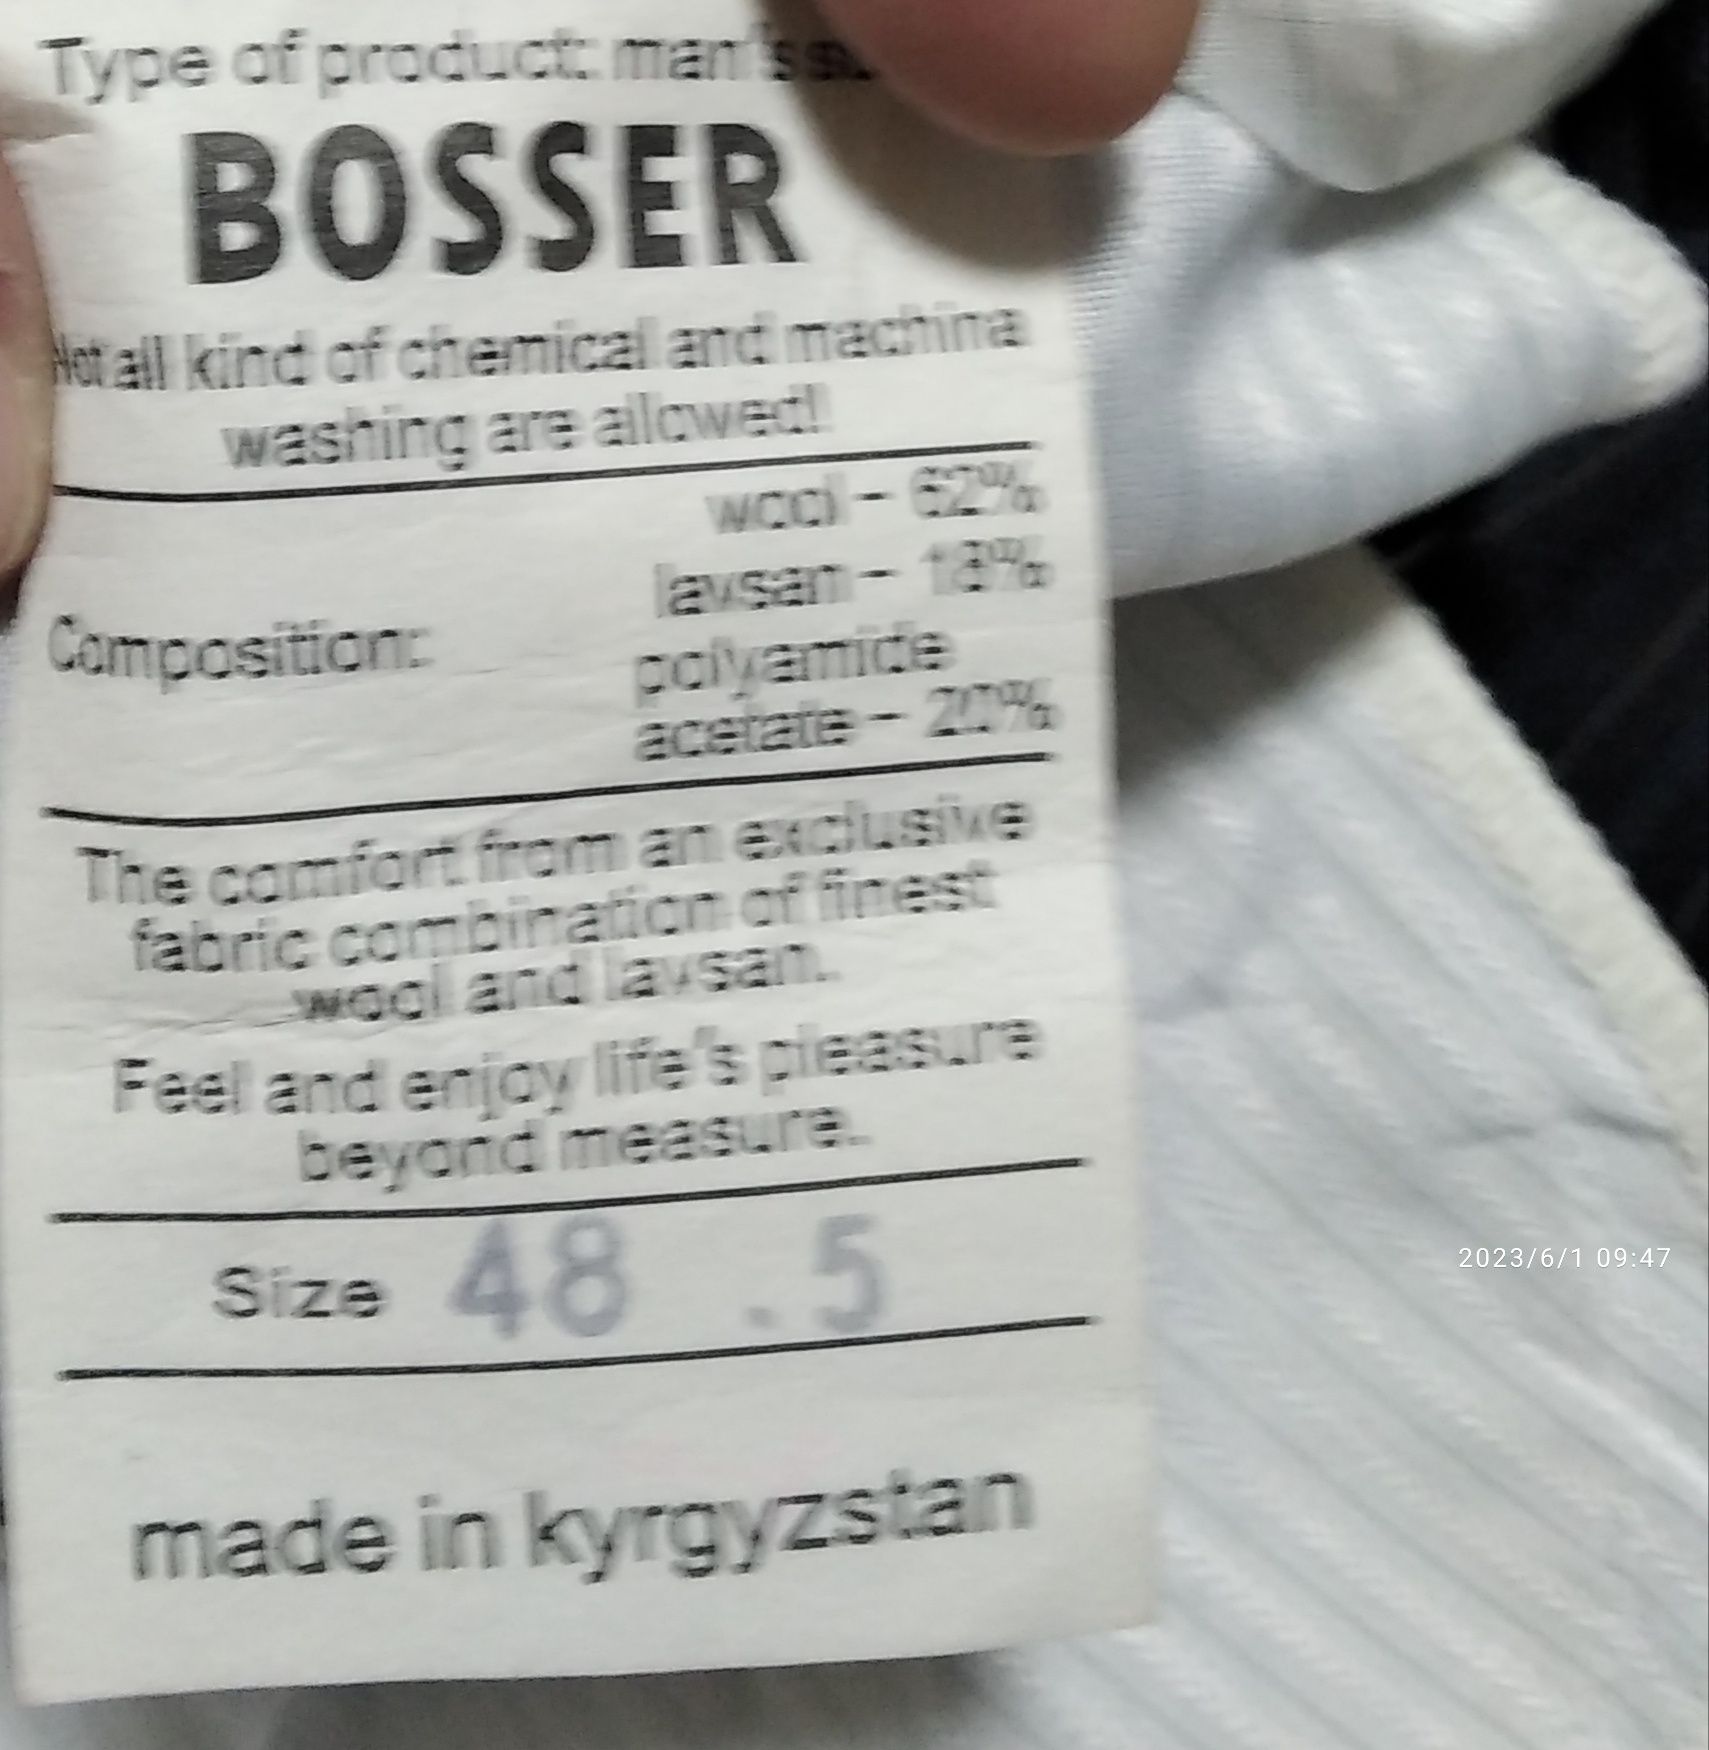 Type of product: man's
BOSSER
Not all kind of chemical and machina
washing are allowed!
wool - 62%
lavsan - 18%
Composition: polyamide
acetate - 20%
The comfort from an exclusive
fabric combination of finest
wool and lavsan.
Feel and enjoy life's pleasure
beyond measure.
Size 48 .5
made in kyrgyzstan
2023/6/1 09:47